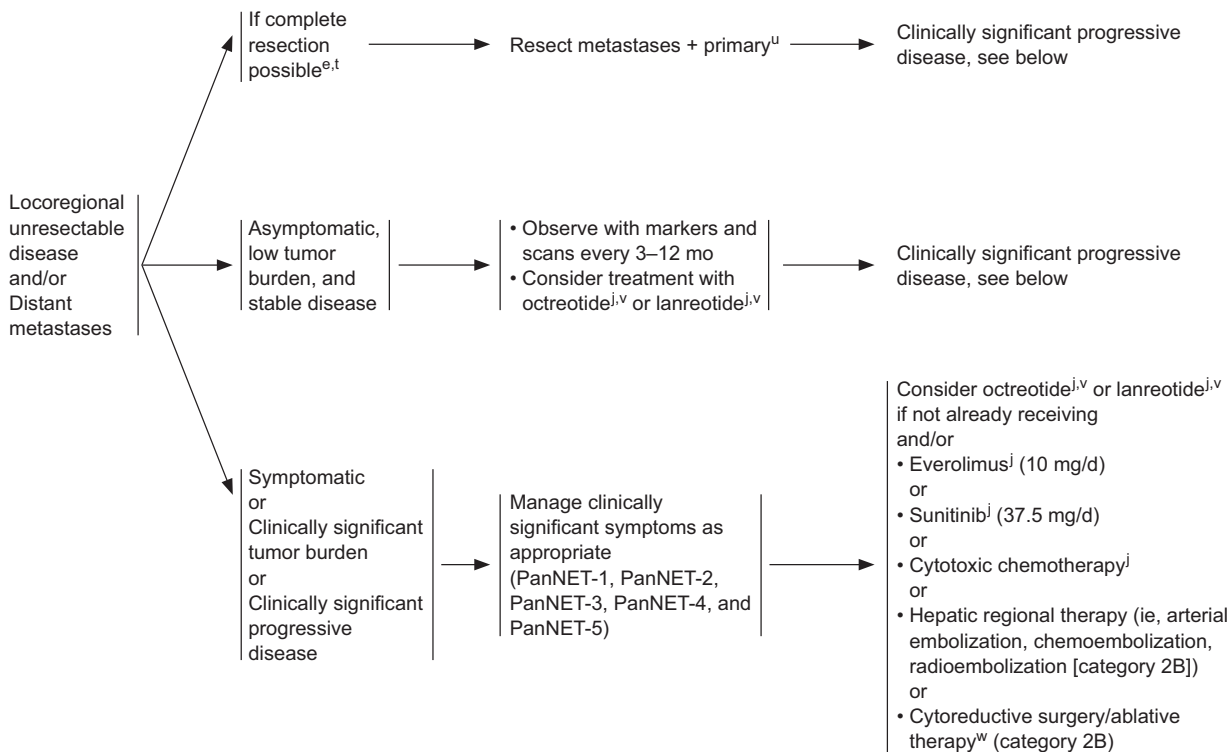 If complete
resection
possible^e,t
Resect metastases + primary^u
Clinically significant progressive
disease, see below
Locoregional
unresectable
disease
and/or
Distant
metastases
Asymptomatic,
low tumor
burden, and
stable disease
• Observe with markers and
scans every 3–12 mo
• Consider treatment with
octreotide^j,v or lanreotide^j,v
Clinically significant progressive
disease, see below
Symptomatic
or
Clinically significant
tumor burden
or
Clinically significant
progressive
disease
Manage clinically
significant symptoms as
appropriate
(PanNET-1, PanNET-2,
PanNET-3, PanNET-4, and
PanNET-5)
Consider octreotide^j,v or lanreotide^j,v
if not already receiving
and/or
• Everolimus^j (10 mg/d)
or
• Sunitinib^j (37.5 mg/d)
or
• Cytotoxic chemotherapy^j
or
• Hepatic regional therapy (ie, arterial
embolization, chemoembolization,
radioembolization [category 2B])
or
• Cytoreductive surgery/ablative
therapy^w (category 2B)